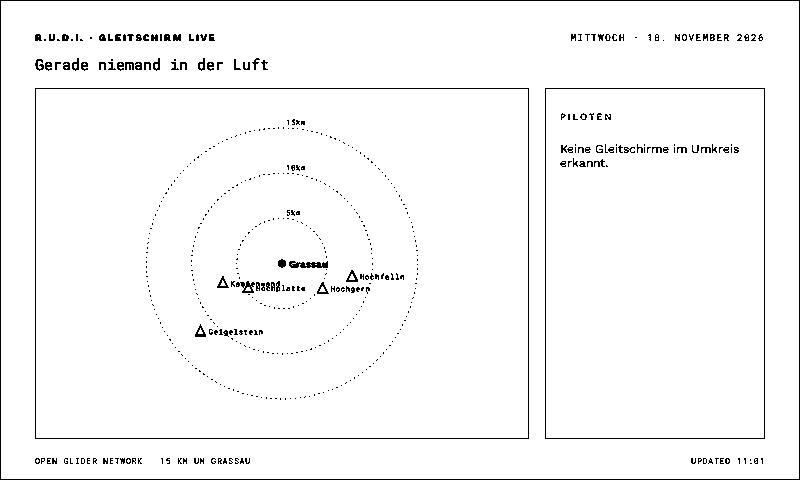 R.U.D.I. · GLEITSCHIRM LIVE
MITTWOCH · 18. NOVEMBER 2026
Gerade niemand in der Luft
15km
10km
5km
Grassau
Hochfelln
Kampenwand
Hochplatte
Hochgern
Geigelstein
PILOTEN
Keine Gleitschirme im Umkreis
erkannt.
OPEN GLIDER NETWORK 15 KM UM GRASSAU
UPDATED 11:01